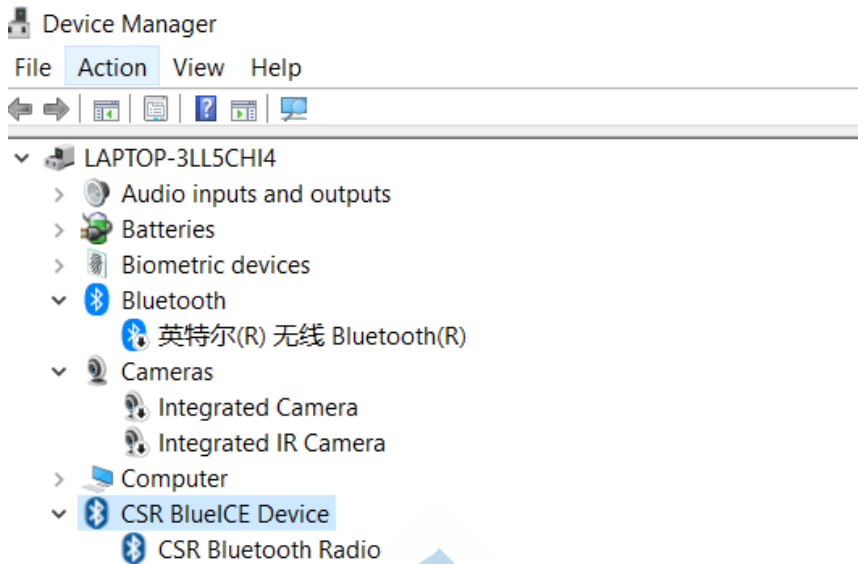 Device Manager
File Action View Help
LAPTOP-3LL5CHI4
Audio inputs and outputs
Batteries
Biometric devices
Bluetooth
英特尔(R) 无线 Bluetooth(R)
Cameras
Integrated Camera
Integrated IR Camera
Computer
CSR BlueICE Device
CSR Bluetooth Radio